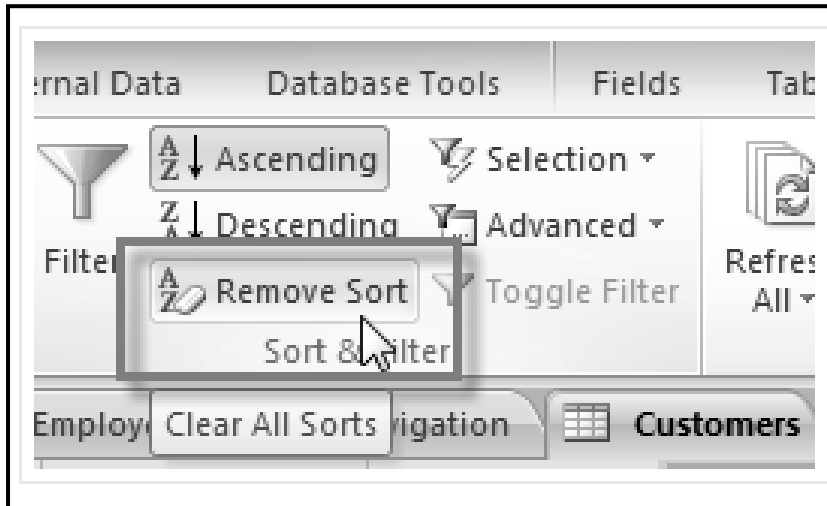 ernal Data Database Tools Fields Tab
Ascending Selection
Descending Advanced
Filter Remove Sort Toggle Filter
Refres
All
Sort & Filter
Employe vigation Customers
Clear All Sorts